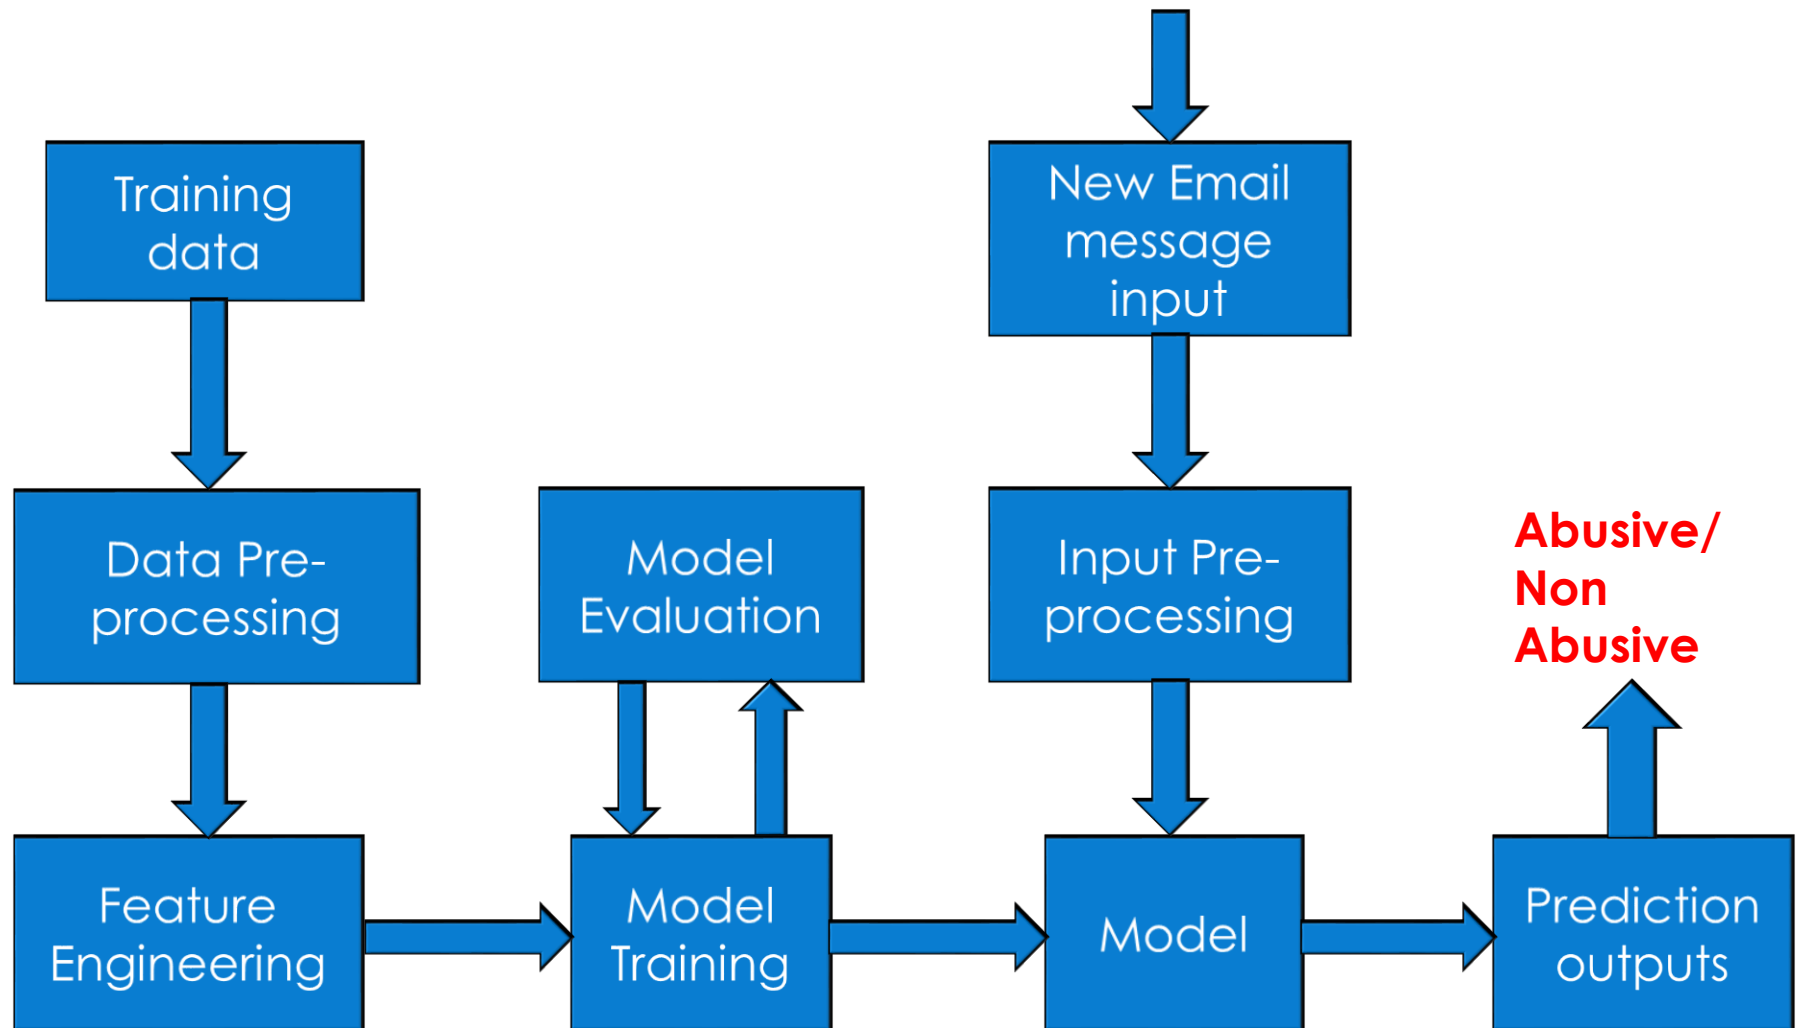 Training
data
New Email
message
input
Data Pre-
processing
Model
Evaluation
Input Pre-
processing
Abusive/
Non
Abusive
Feature
Engineering
Model
Training
Model
Prediction
outputs